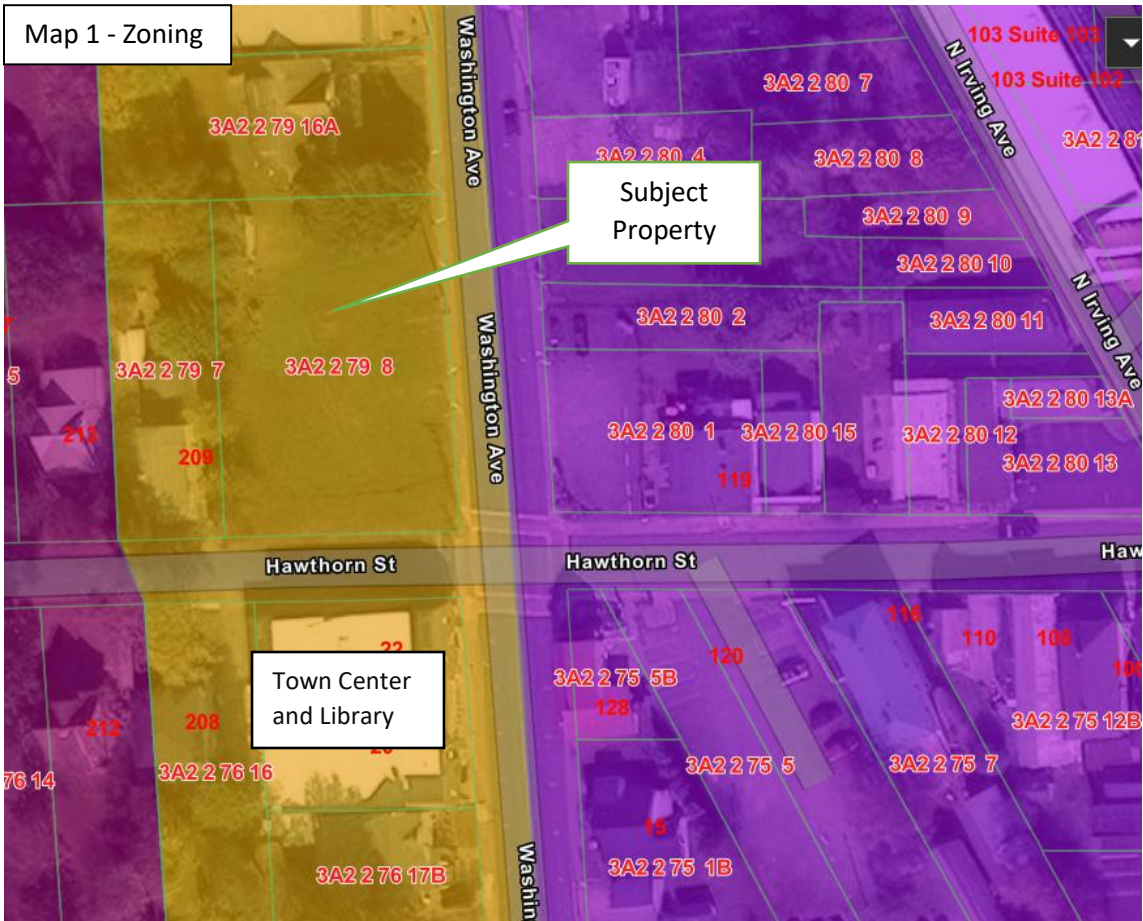 Map 1 - Zoning
Washington Ave
103 Suite 103
103 Suite 102
N Irving Ave
3A2 2 80 7
3A2 2 79 16A
3A2 2 80 4
3A2 2 80 8
3A2 2 81
Subject
Property
3A2 2 80 9
3A2 2 80 10
N Irving Ave
3A2 2 80 2
3A2 2 80 11
Washington Ave
5
3A2 2 79 7
3A2 2 79 8
3A2 2 80 13A
213
209
3A2 2 80 1
3A2 2 80 15
3A2 2 80 12
3A2 2 80 13
119
Hawthorn St
Hawthorn St
Haw
22
116
110
108
106
Town Center
and Library
120
3A2 2 75 5B
128
212
208
20
3A2 2 75 12B
76 14
3A2 2 76 16
3A2 2 75 5
3A2 2 75 7
15
3A2 2 76 17B
3A2 2 75 1B
Washin